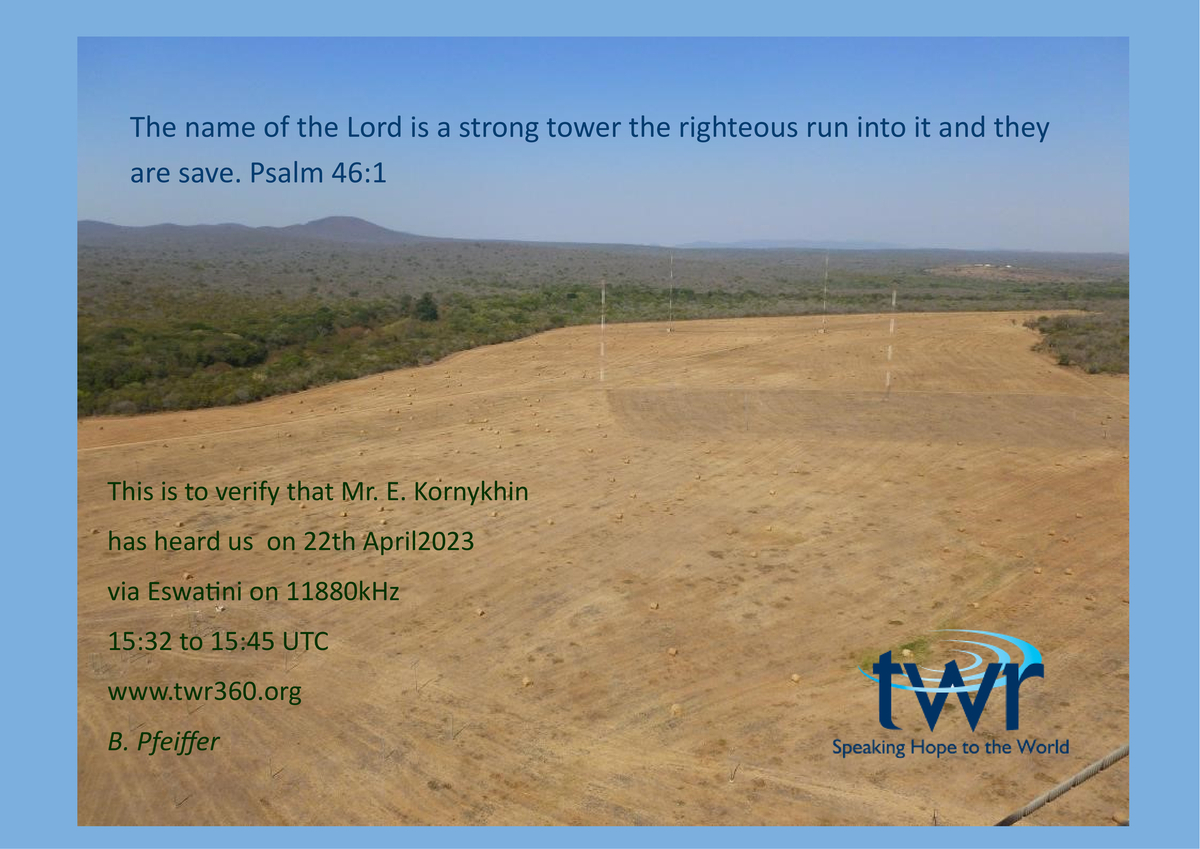 The name of the Lord is a strong tower the righteous run into it and they
are save. Psalm 46:1
This is to verify that Mr. E. Kornykhin
has heard us  on 22th April2023
via Eswatini on 11880kHz
15:32 to 15:45 UTC
www.twr360.org
B. Pfeiffer
twr
Speaking Hope to the World